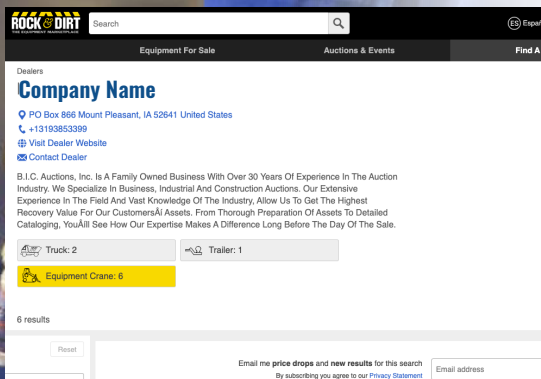 ROCK & DIRT
THE EQUIPMENT MARKETPLACE
Search
ES Españ
Equipment For Sale
Auctions & Events
Find A
Dealers
Company Name
PO Box 866 Mount Pleasant, IA 52641 United States
+13193853399
Visit Dealer Website
Contact Dealer
B.I.C. Auctions, Inc. Is A Family Owned Business With Over 30 Years Of Experience In The Auction
Industry. We Specialize In Business, Industrial And Construction Auctions. Our Extensive
Experience In The Field And Vast Knowledge Of The Industry, Allow Us To Get The Highest
Recovery Value For Our CustomersÂí Assets. From Thorough Preparation Of Assets To Detailed
Cataloging, YouÂíll See How Our Expertise Makes A Difference Long Before The Day Of The Sale.
Truck: 2
Trailer: 1
Equipment Crane: 6
6 results
Reset
Email me price drops and new results for this search
Email address
By subscribing you agree to our Privacy Statement